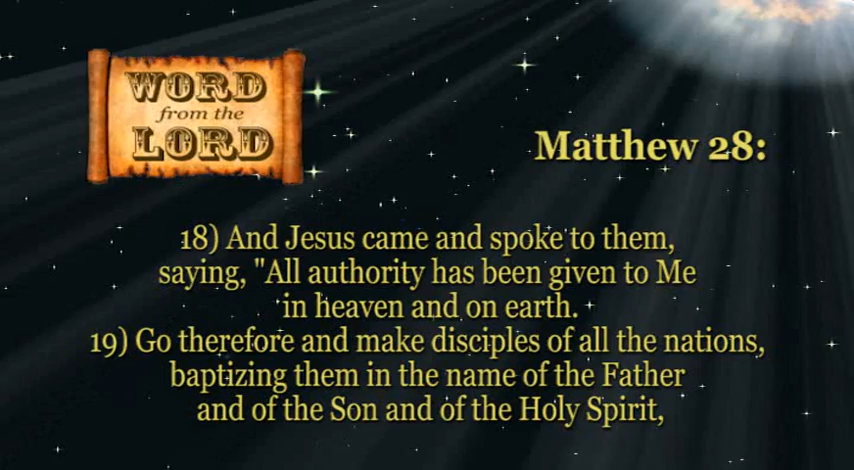 WORD
from the
LORD
Matthew 28:
18) And Jesus came and spoke to them,
saying, "All authority has been given to Me
in heaven and on earth.
19) Go therefore and make disciples of all the nations,
baptizing them in the name of the Father
and of the Son and of the Holy Spirit,